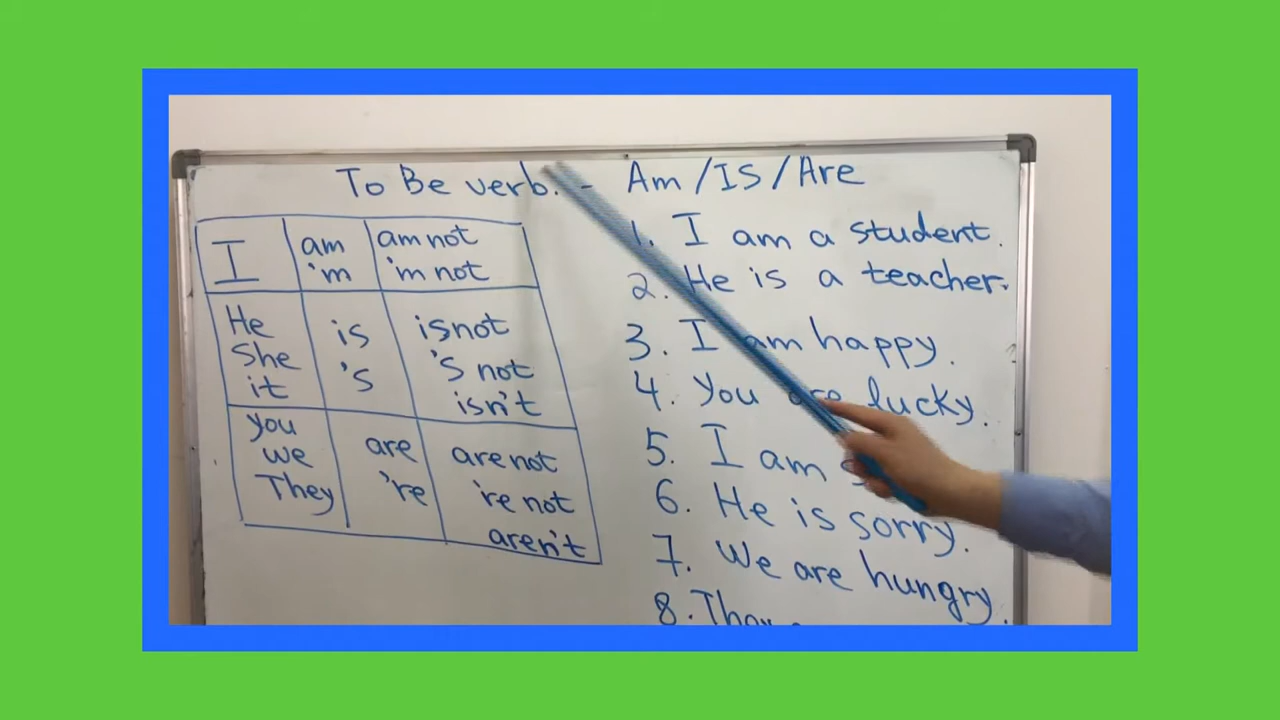 To Be verb. - Am/IS/Are
I am am not
'm 'm not
He is isnot
She 's 's not
it isn't
you are are not
we 're 're not
They aren't
1. I am a student.
2. He is a teacher.
3. I am happy.
4. You are lucky.
5. I am
6. He is sorry.
7. We are hungry.
8.